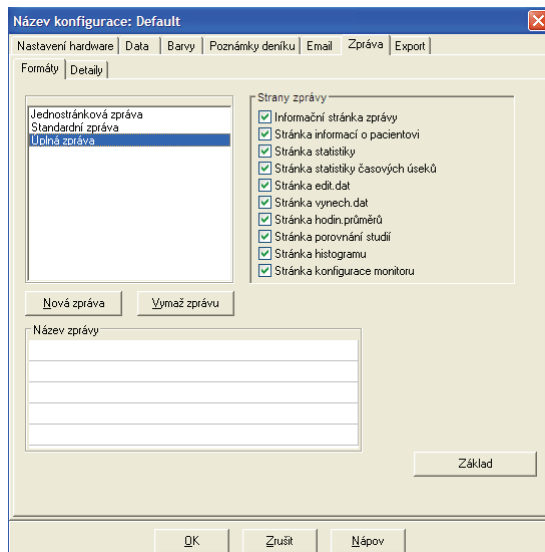 Název konfigurace: Default
Nastavení hardware Data Barvy Poznámky deníku Email Zpráva Export
Formáty Detaily
Jednostránková zpráva
Standardní zpráva
Úplná zpráva
Strany zprávy
Informační stránka zprávy
Stránka informací o pacientovi
Stránka statistiky
Stránka statistiky časových úseků
Stránka edit.dat
Stránka vynech.dat
Stránka hodin.průměrů
Stránka porovnání studií
Stránka histogramu
Stránka konfigurace monitoru
Nová zpráva Vymaž zprávu
Název zprávy
Základ
OK Zrušit Nápov